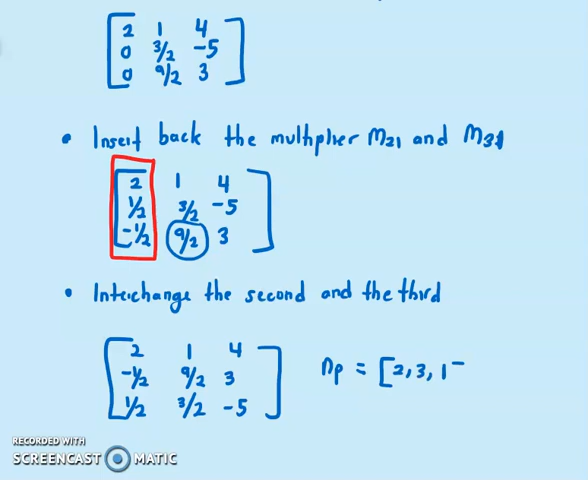 2 1 4
0 3/2 -5
0 9/2 3
• Insert back the multiplier M21 and M31
2 1 4
1/2 3/2 -5
-1/2 9/2 3
• Interchange the second and the third
2 1 4
-1/2 9/2 3
1/2 3/2 -5
np = [2, 3, 1
RECORDED WITH
SCREENCAST MATIC